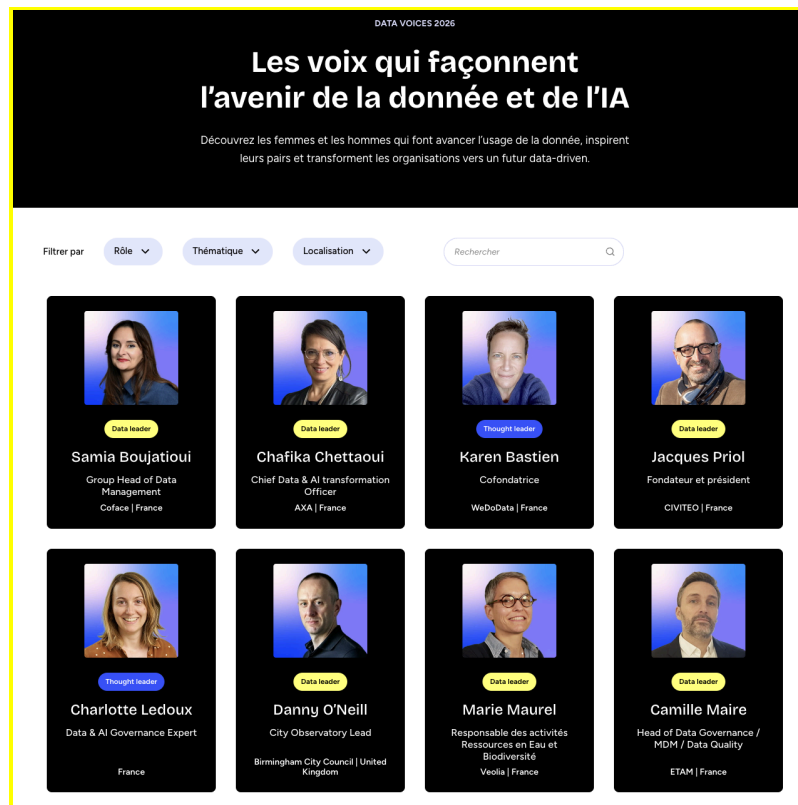 DATA VOICES 2026
Les voix qui façonnent
l’avenir de la donnée et de l’IA
Découvrez les femmes et les hommes qui font avancer l’usage de la donnée, inspirent
leurs pairs et transforment les organisations vers un futur data-driven.
Filtrer par
Rôle
Thématique
Localisation
Rechercher
Data leader
Samia Boujatioui
Group Head of Data
Management
Coface | France
Data leader
Chafika Chettaoui
Chief Data & AI transformation
Officer
AXA | France
Thought leader
Karen Bastien
Cofondatrice
WeDoData | France
Data leader
Jacques Priol
Fondateur et président
CIVITEO | France
Thought leader
Charlotte Ledoux
Data & AI Governance Expert
France
Data leader
Danny O’Neill
City Observatory Lead
Birmingham City Council | United
Kingdom
Data leader
Marie Maurel
Responsable des activités
Ressources en Eau et
Biodiversité
Veolia | France
Data leader
Camille Maire
Head of Data Governance /
MDM / Data Quality
ETAM | France